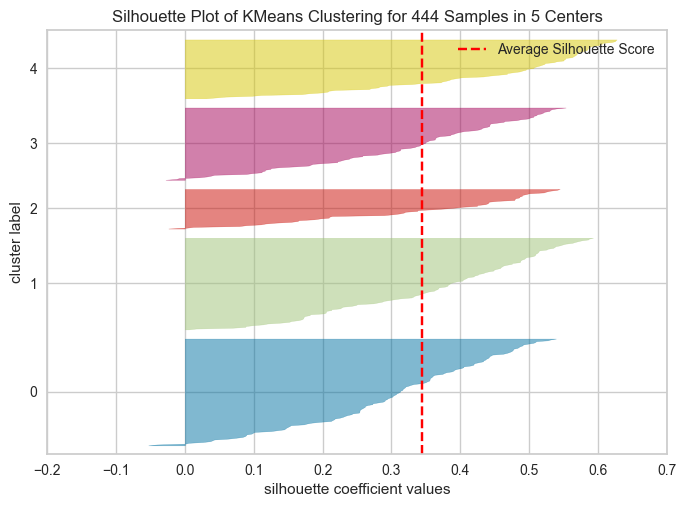 Silhouette Plot of KMeans Clustering for 444 Samples in 5 Centers
Average Silhouette Score
4
3
2
1
0
cluster label
−0.2 −0.1 0.0 0.1 0.2 0.3 0.4 0.5 0.6 0.7
silhouette coefficient values